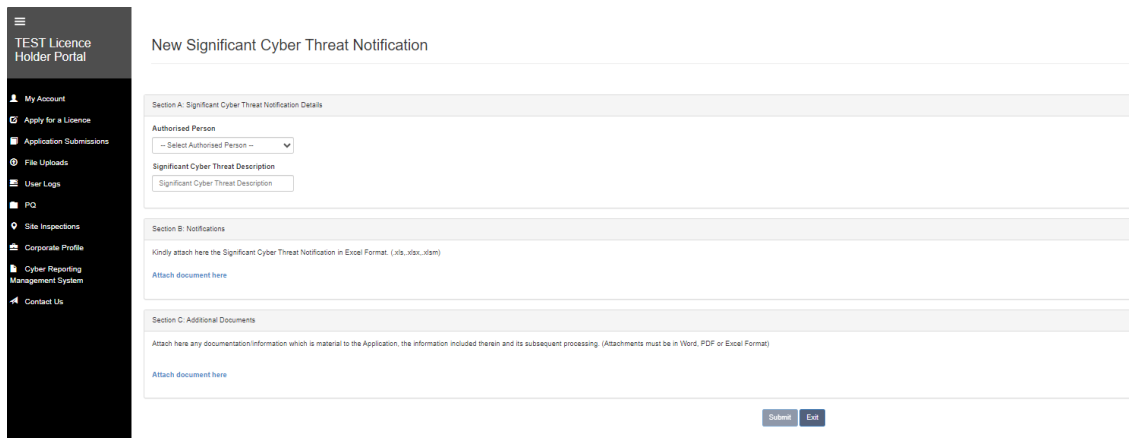 TEST Licence
Holder Portal
My Account
Apply for a Licence
Application Submissions
File Uploads
User Logs
PQ
Site Inspections
Corporate Profile
Cyber Reporting
Management System
Contact Us
New Significant Cyber Threat Notification
Section A: Significant Cyber Threat Notification Details
Authorised Person
-- Select Authorised Person --
Significant Cyber Threat Description
Significant Cyber Threat Description
Section B: Notifications
Kindly attach here the Significant Cyber Threat Notification in Excel Format. (.xls,.xlsx,.xlsm)
Attach document here
Section C: Additional Documents
Attach here any documentation/information which is material to the Application, the information included therein and its subsequent processing. (Attachments must be in Word, PDF or Excel Format)
Attach document here
Submit Exit